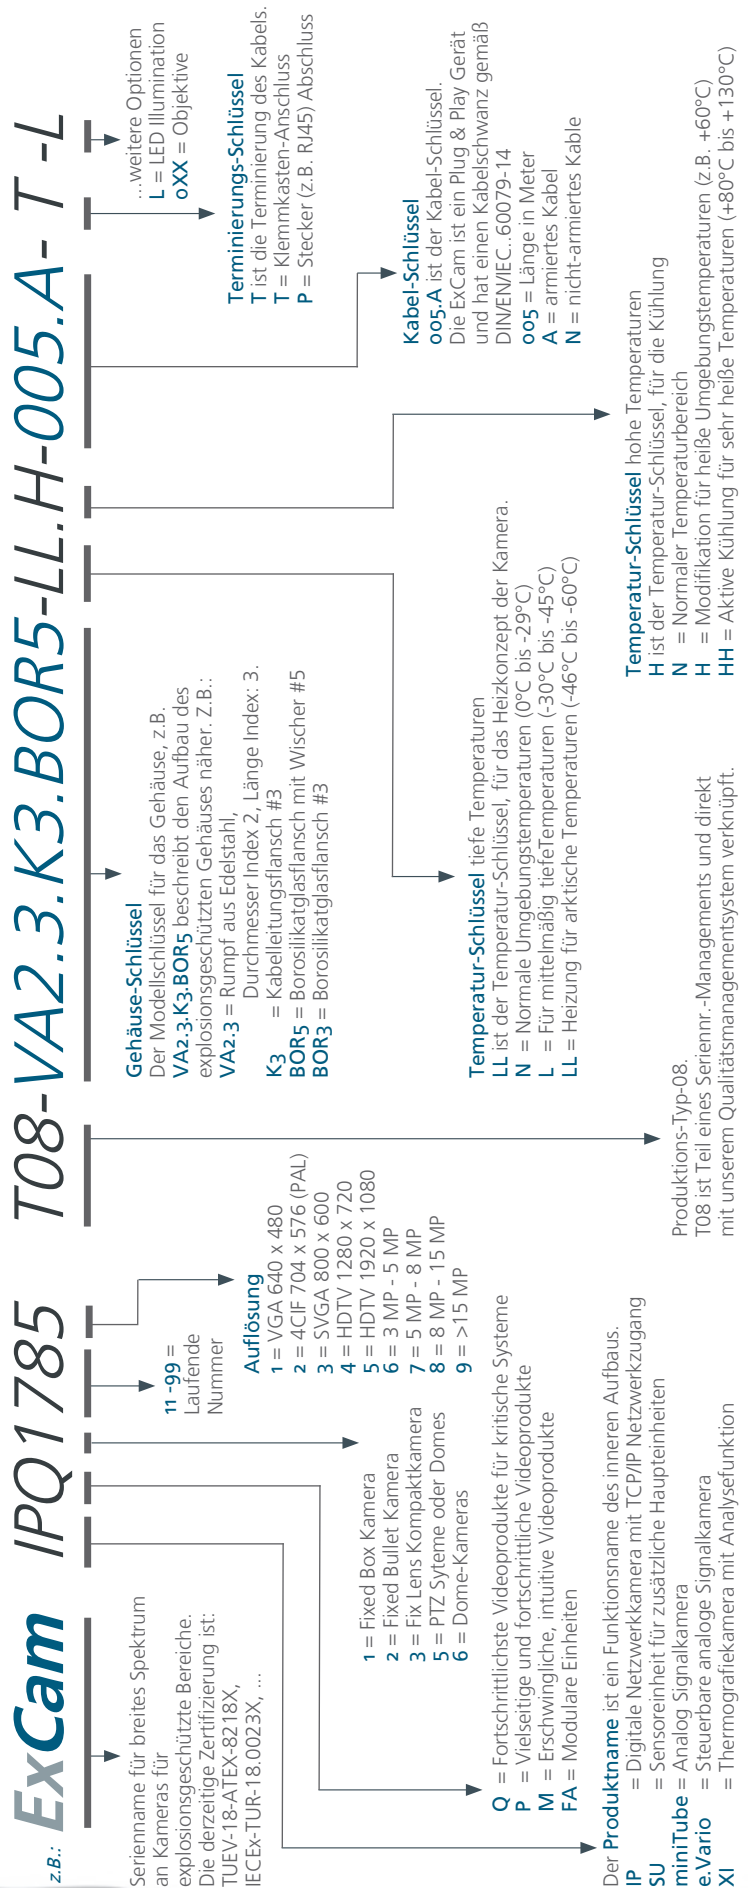 z.B.: ExCam IPQ1785 T08-VA2.3.K3.BOR5-LL.H-005.A- T -L
Serienname für breites Spektrum
an Kameras für
explosionsgeschützte Bereiche.
Die derzeitige Zertifizierung ist:
TUEV-18-ATEX-8218X,
IECEx-TUR-18.0023X, ...
Der Produktname ist ein Funktionsname des inneren Aufbaus.
IP = Digitale Netzwerkkamera mit TCP/IP Netzwerkzugang
SU = Sensoreinheit für zusätzliche Haupteinheiten
miniTube = Analog Signalkamera
e.Vario = Steuerbare analoge Signalkamera
XI = Thermografiekamera mit Analysefunktion
Q = Fortschrittlichste Videoprodukte für kritische Systeme
P = Vielseitige und fortschrittliche Videoprodukte
M = Erschwingliche, intuitive Videoprodukte
FA = Modulare Einheiten
1 = Fixed Box Kamera
2 = Fixed Bullet Kamera
3 = Fix Lens Kompaktkamera
5 = PTZ Syteme oder Domes
6 = Dome-Kameras
11 -99 =
Laufende
Nummer
Auflösung
1 = VGA 640 x 480
2 = 4CIF 704 x 576 (PAL)
3 = SVGA 800 x 600
4 = HDTV 1280 x 720
5 = HDTV 1920 x 1080
6 = 3 MP - 5 MP
7 = 5 MP - 8 MP
8 = 8 MP - 15 MP
9 = >15 MP
Produktions-Typ-08.
T08 ist Teil eines Seriennr.-Managements und direkt
mit unserem Qualitätsmanagementsystem verknüpft.
Gehäuse-Schlüssel
Der Modellschlüssel für das Gehäuse, z.B.
VA2.3.K3.BOR5 beschreibt den Aufbau des
explosionsgeschützten Gehäuses näher. Z.B.:
VA2.3 = Rumpf aus Edelstahl,
Durchmesser Index 2, Länge Index: 3.
K3 = Kabelleitungsflansch #3
BOR5 = Borosilikatglasflansch mit Wischer #5
BOR3 = Borosilikatglasflansch #3
Temperatur-Schlüssel tiefe Temperaturen
LL ist der Temperatur-Schlüssel, für das Heizkonzept der Kamera.
N = Normale Umgebungstemperaturen (0°C bis -29°C)
L = Für mittelmäßig tiefeTemperaturen (-30°C bis -45°C)
LL = Heizung für arktische Temperaturen (-46°C bis -60°C)
Temperatur-Schlüssel hohe Temperaturen
H ist der Temperatur-Schlüssel, für die Kühlung
N = Normaler Temperaturbereich
H = Modifikation für heiße Umgebungstemperaturen (z.B. +60°C)
HH = Aktive Kühlung für sehr heiße Temperaturen (+80°C bis +130°C)
Kabel-Schlüssel
005.A ist der Kabel-Schlüssel.
Die ExCam ist ein Plug & Play Gerät
und hat einen Kabelschwanz gemäß
DIN/EN/IEC..60079-14
005 = Länge in Meter
A = armiertes Kabel
N = nicht-armiertes Kable
Terminierungs-Schlüssel
T ist die Terminierung des Kabels.
T = Klemmkasten-Anschluss
P = Stecker (z.B. RJ45) Abschluss
...weitere Optionen
L = LED Illumination
0XX = Objektive